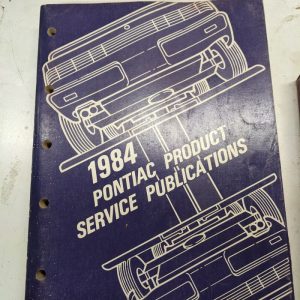 1984
PONTIAC PRODUCT
SERVICE PUBLICATIONS